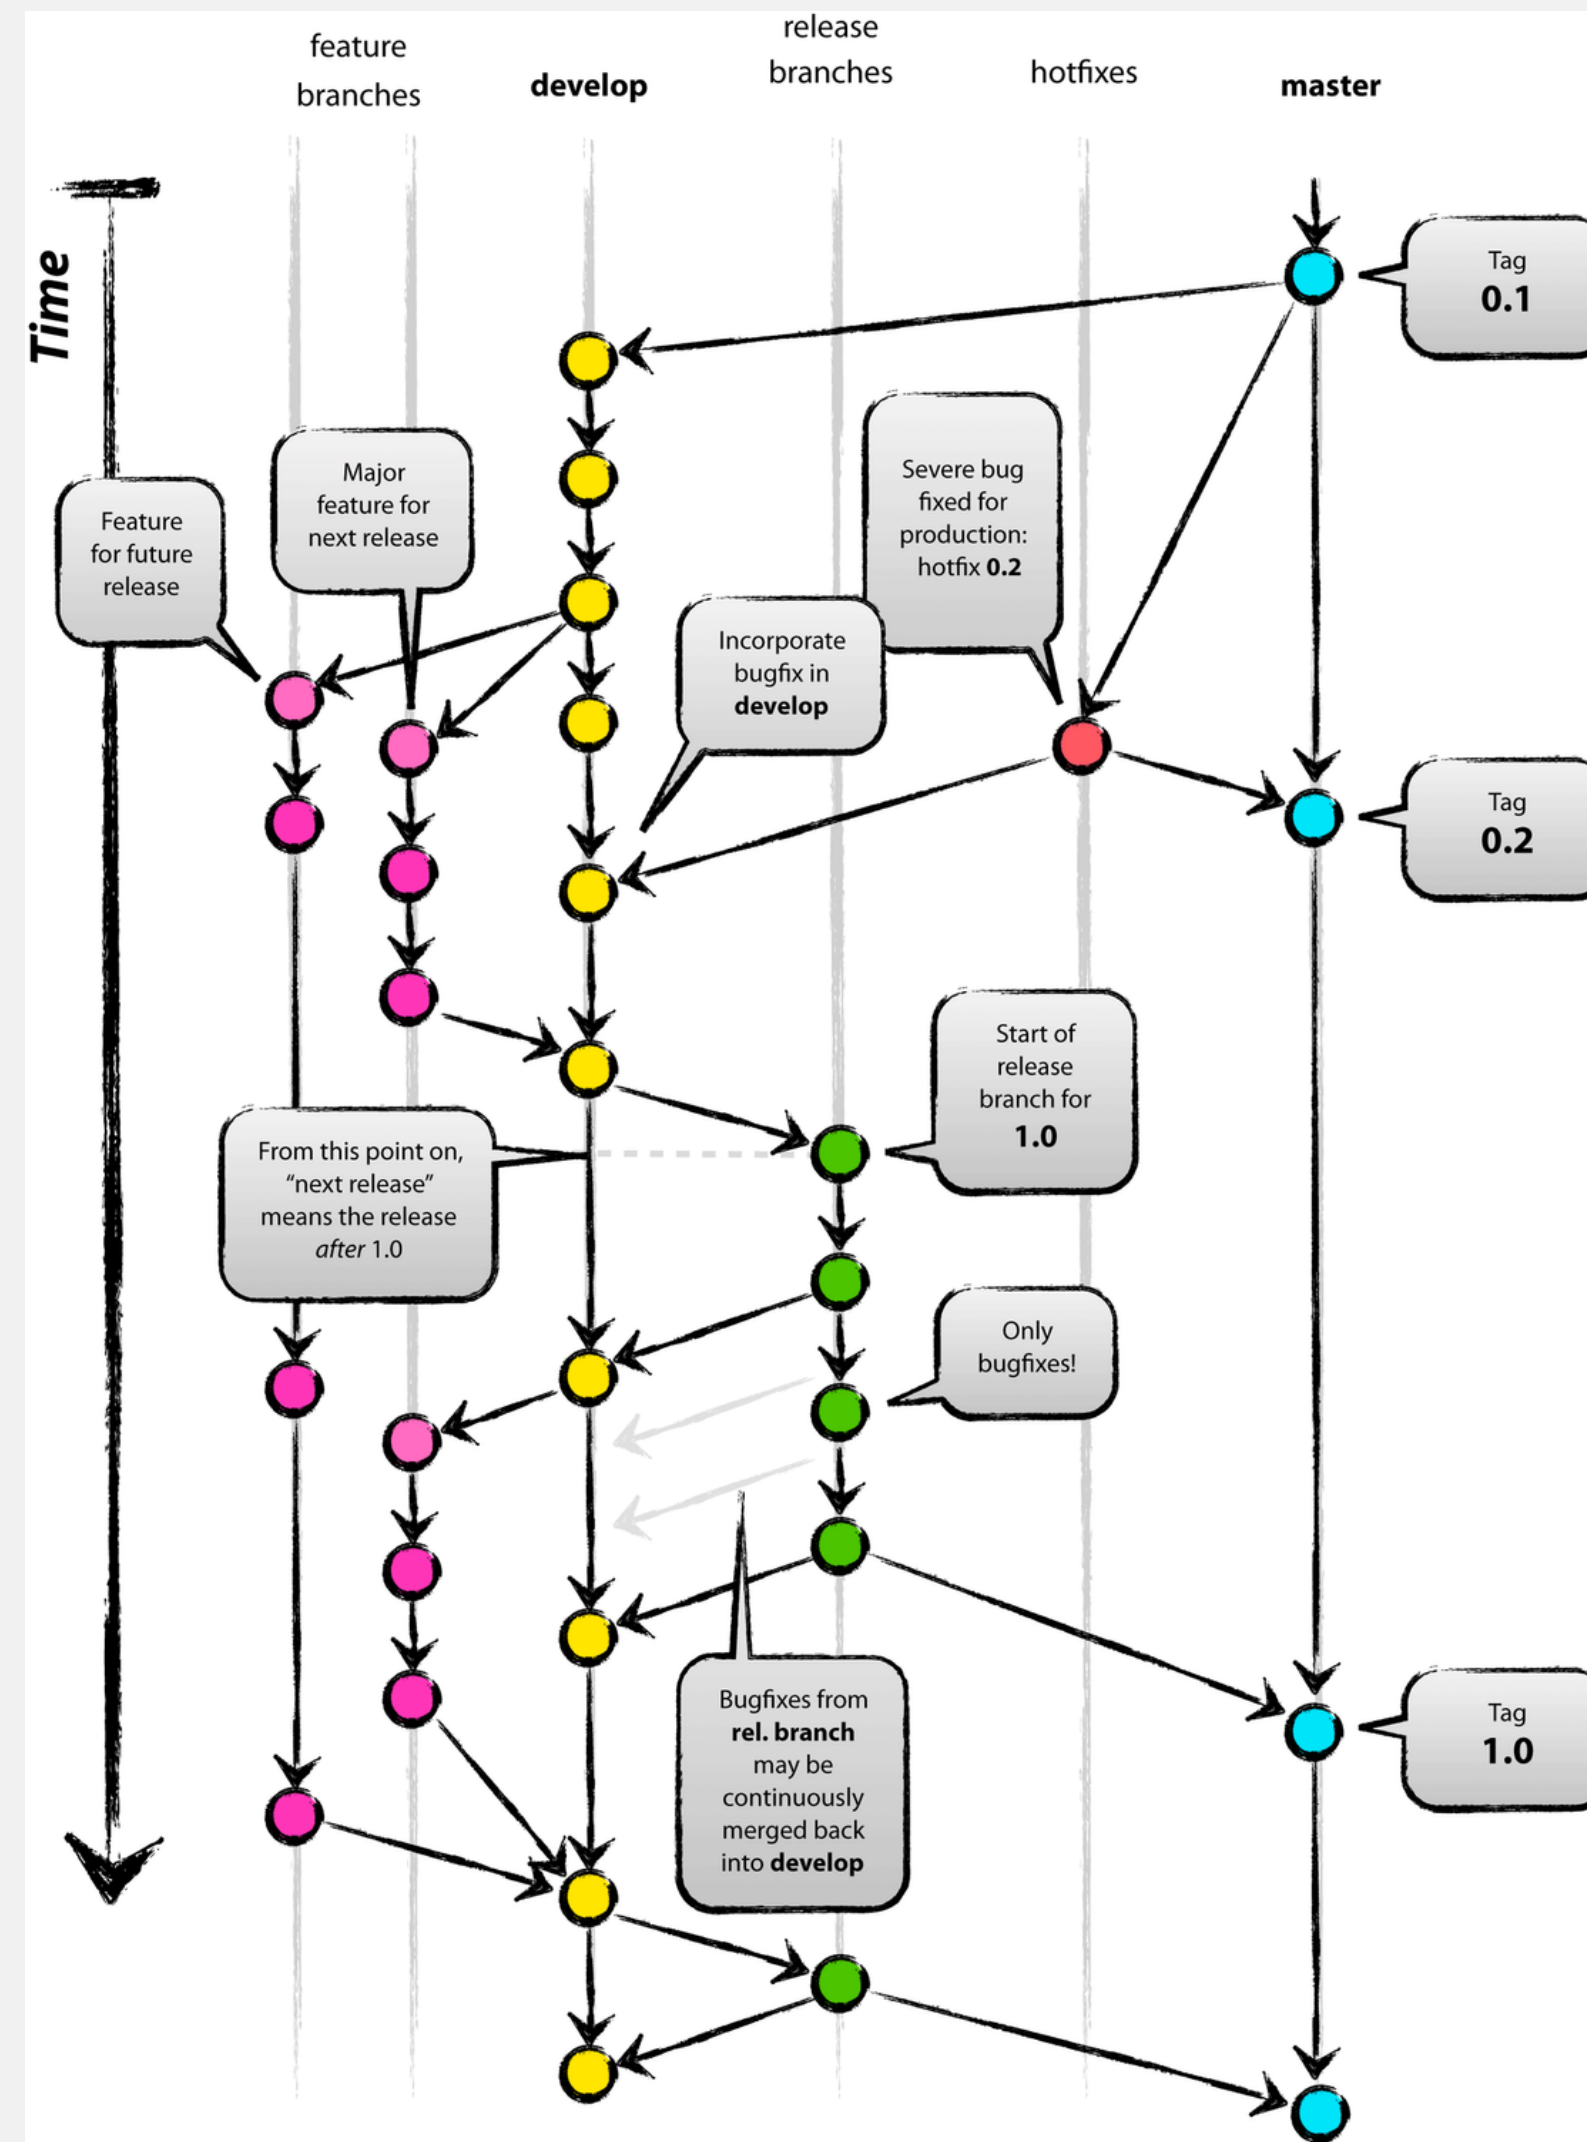 feature
branches
develop
release
branches
hotfixes
master
Time
Tag
0.1
Major
feature for
next release
Feature
for future
release
Severe bug
fixed for
production:
hotfix 0.2
Incorporate
bugfix in
develop
Tag
0.2
Start of
release
branch for
1.0
From this point on,
“next release”
means the release
after 1.0
Only
bugfixes!
Bugfixes from
rel. branch
may be
continuously
merged back
into develop
Tag
1.0